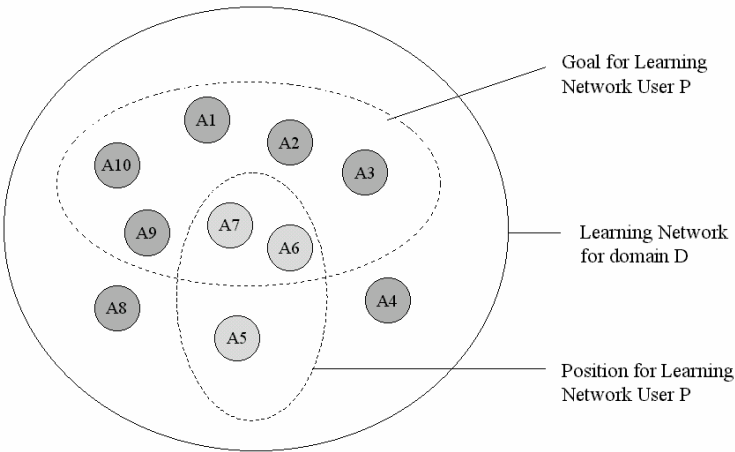 Goal for Learning
Network User P
A1
A2
A10
A3
A7
A9
A6
Learning Network
for domain D
A8
A4
A5
Position for Learning
Network User P